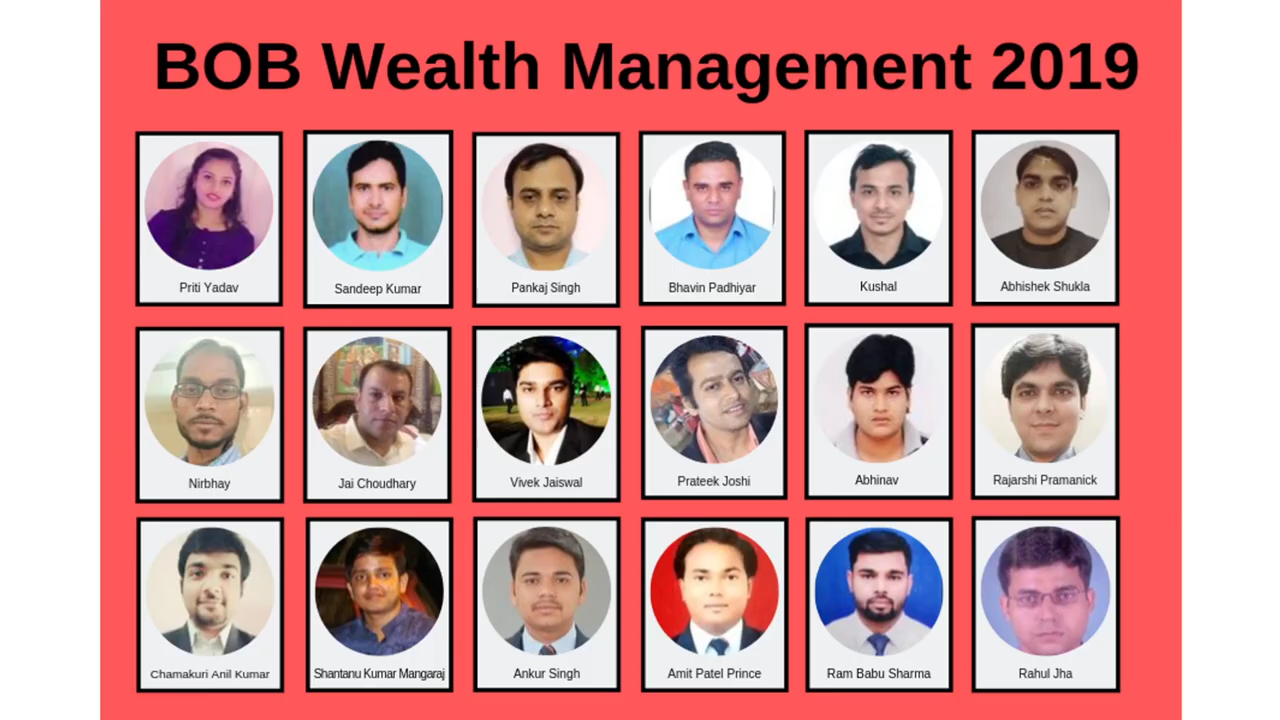 BOB Wealth Management 2019
Priti Yadav
Sandeep Kumar
Pankaj Singh
Bhavin Padhiyar
Kushal
Abhishek Shukla
Nirbhay
Jai Choudhary
Vivek Jaiswal
Prateek Joshi
Abhinav
Rajarshi Pramanick
Chamakuri Anil Kumar
Shantanu Kumar Mangaraj
Ankur Singh
Amit Patel Prince
Ram Babu Sharma
Rahul Jha